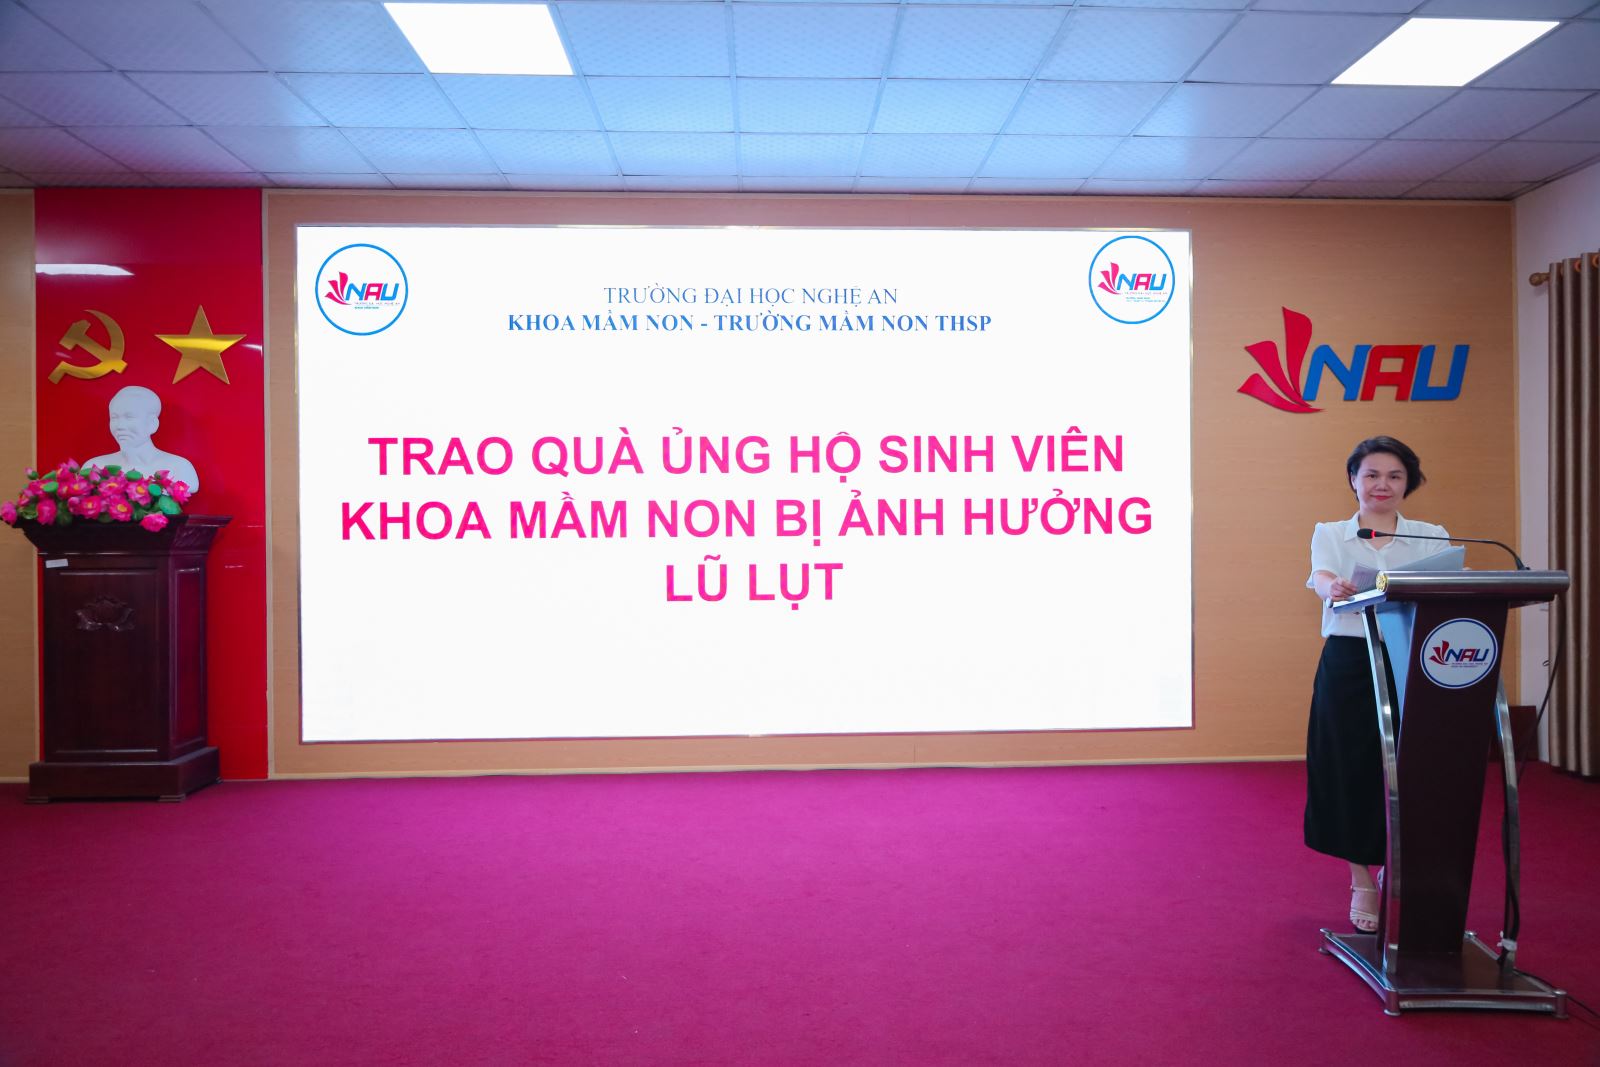 NAU
NAU
TRƯỜNG ĐẠI HỌC NGHỆ AN
KHOA MẦM NON - TRƯỜNG MẦM NON THSP
TRAO QUÀ ỦNG HỘ SINH VIÊN
KHOA MẦM NON BỊ ẢNH HƯỞNG
LŨ LỤT
NAU
NAU